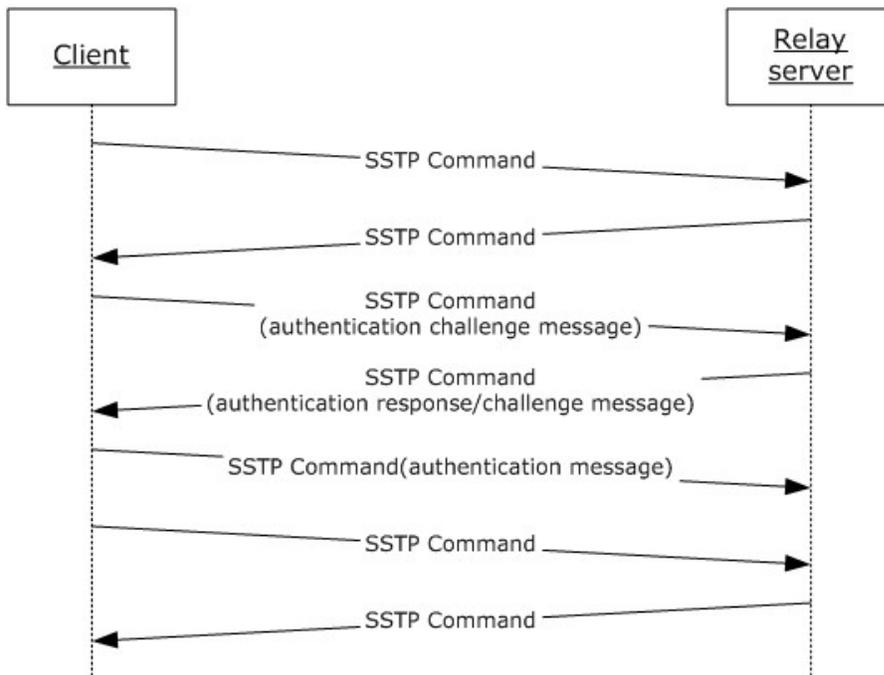 Client
Relay
server
SSTP Command
SSTP Command
SSTP Command
(authentication challenge message)
SSTP Command
(authentication response/challenge message)
SSTP Command(authentication message)
SSTP Command
SSTP Command